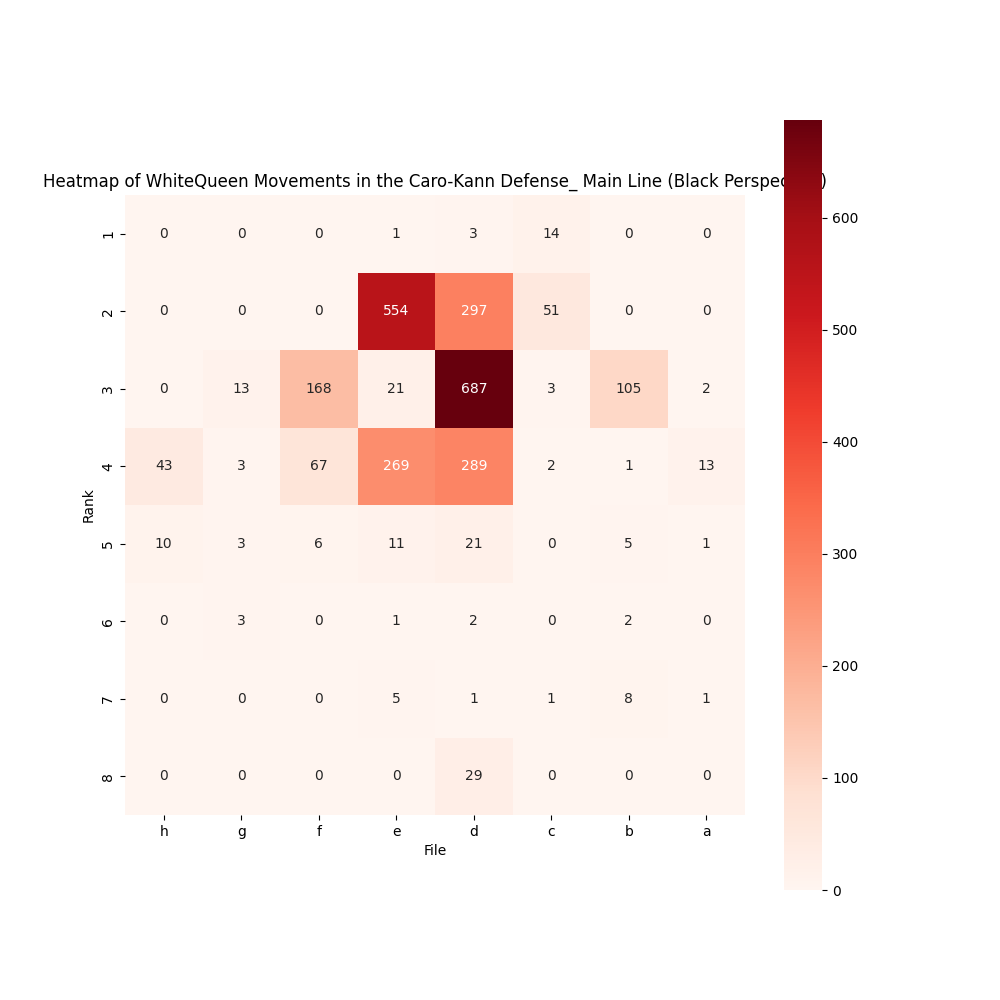 Heatmap of WhiteQueen Movements in the Caro-Kann Defense_ Main Line (Black Perspec )
1 0 0 0 1 3 14 0 0
2 0 0 0 554 297 51 0 0
3 0 13 168 21 687 3 105 2
4 43 3 67 269 289 2 1 13
5 10 3 6 11 21 0 5 1
6 0 3 0 1 2 0 2 0
7 0 0 0 5 1 1 8 1
8 0 0 0 0 29 0 0 0
Rank
h g f e d c b a
File
600
500
400
300
200
100
0